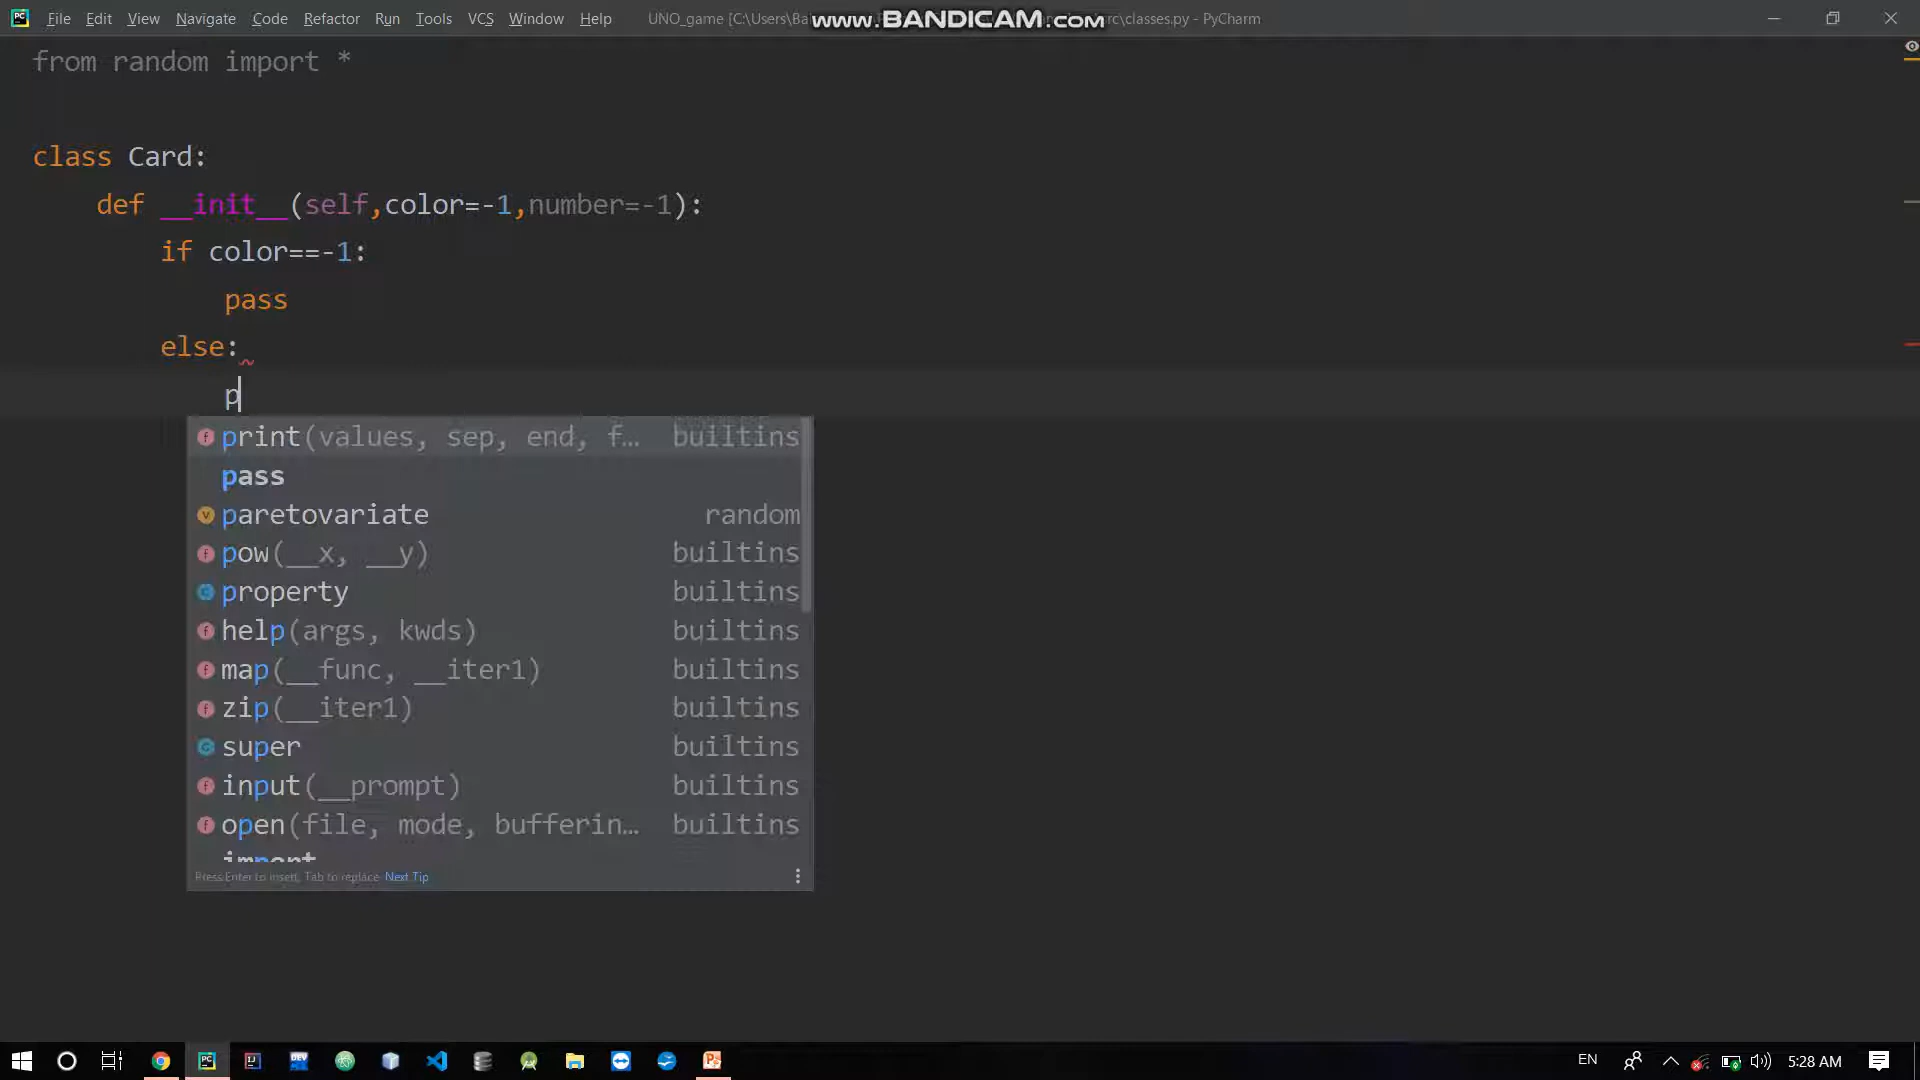 File Edit View Navigate Code Refactor Run Tools VCS Window Help UNO_game [C:\Users\Ba www.BANDICAM.com rc\classes.py - PyCharm
from random import *
class Card:
def __init__(self,color=-1,number=-1):
if color==-1:
pass
else:
p
print(values, sep, end, f… builtins
pass
paretovariate random
pow(__x, __y) builtins
property builtins
help(args, kwds) builtins
map(__func, __iter1) builtins
zip(__iter1) builtins
super builtins
input(__prompt) builtins
open(file, mode, bufferin… builtins
import
Press Enter to insert, Tab to replace Next Tip
EN 5:28 AM